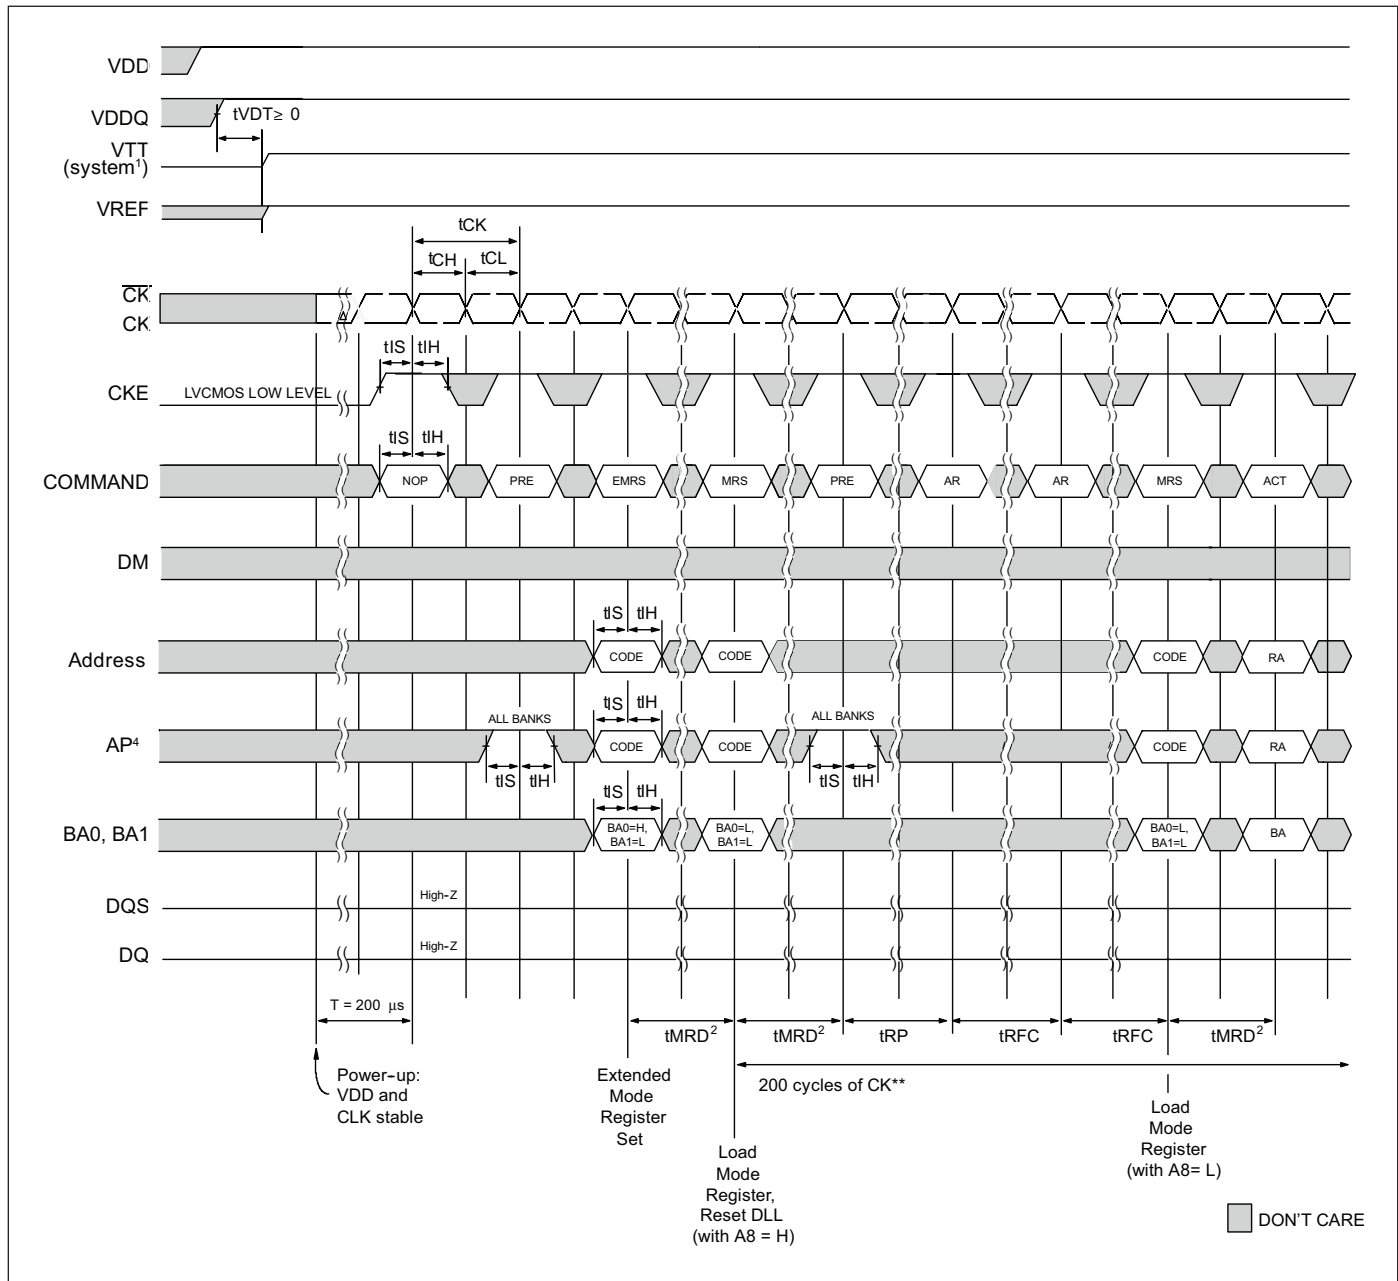 VDD
VDDQ
tVDT≥ 0
VTT
(system¹)
VREF
tCK
tCH
tCL
CK
CK
tIS
tIH
CKE
LVCMOS LOW LEVEL
tIS
tIH
COMMAND
NOP
PRE
EMRS
MRS
PRE
AR
AR
MRS
ACT
DM
tIS
tIH
Address
CODE
CODE
CODE
RA
ALL BANKS
tIS
tIH
ALL BANKS
AP⁴
CODE
CODE
CODE
RA
tIS
tIH
tIS
tIH
tIS
tIH
BA0, BA1
BA0=H,
BA1=L
BA0=L,
BA1=L
BA0=L,
BA1=L
BA
DQS
High-Z
DQ
High-Z
T = 200 μs
tMRD²
tMRD²
tRP
tRFC
tRFC
tMRD²
Power-up:
VDD and
CLK stable
Extended
Mode
Register
Set
200 cycles of CK**
Load
Mode
Register,
Reset DLL
(with A8 = H)
Load
Mode
Register
(with A8= L)
DON'T CARE